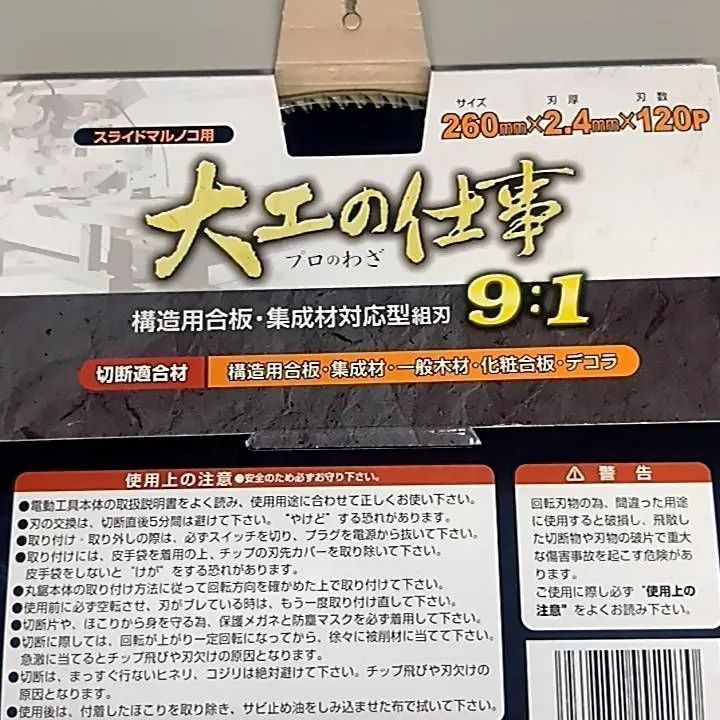 サイズ 刃厚 刃数
260mm×2.4mm×120P
スライドマルノコ用
大工の仕事
プロのわざ
構造用合板・集成材対応型組刃 9:1
切断適合材 構造用合板・集成材・一般木材・化粧合板・デコラ
使用上の注意●安全のため必ずお守り下さい。
●電動工具本体の取扱説明書をよく読み、使用用途に合わせて正しくお使い下さい。
●刃の交換は、切断直後5分間は避けて下さい。"やけど"する恐れがあります。
●取り付け・取り外しの際は、必ずスイッチを切り、プラグを電源から抜いて下さい。
●取り付けには、皮手袋を着用の上、チップの刃先カバーを取り除いて下さい。
皮手袋をしないと"けが"をする恐れがあります。
●丸鋸本体の取り付け方法に従って回転方向を確かめた上で取り付けて下さい。
●使用前に必ず空転させ、刃がブレている時は、もう一度取り付け直して下さい。
●切断片や、ほこりから身を守る為、保護メガネと防塵マスクを必ず着用して下さい。
●切断に際しては、回転が上がり一定回転になってから、徐々に被削材に当てて下さい。
急激に当てるとチップ飛びや刃欠けの原因となります。
●切断は、まっすぐ行ないヒネリ、コジリは絶対避けて下さい。チップ飛びや刃欠けの
原因となります。
●使用後は、付着したほこりを取り除き、サビ止め油をしみ込ませた布で拭いて下さい。
⚠ 警告
回転刃物の為、間違った用途
に使用すると破損し、飛散し
た切断物や刃物の破片で重大
な傷害事故を起こす危険があ
ります。
ご使用に際し必ず"使用上の
注意"をよくお読み下さい。